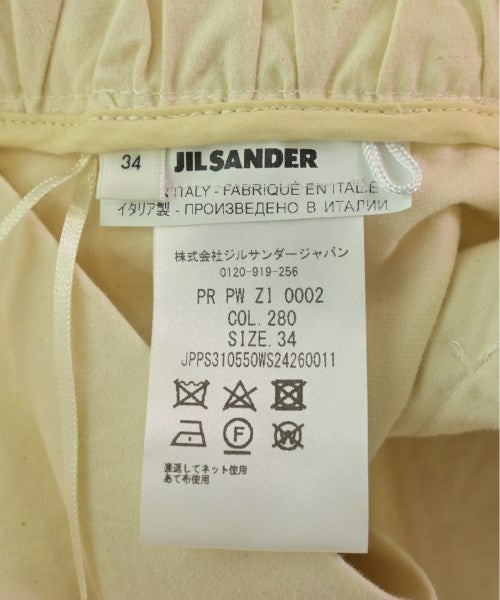 34
JIL SANDER
N ITALY - FABRIQUÉ EN ITALIE
イタリア製 - ПРОИЗВЕДЕНО В ИТАЛИИ
株式会社ジルサンダージャパン
0120-919-256
PR PW ZI 0002
COL.280
SIZE.34
JPPS310550WS24260011
F
W
裏返してネット使用
あて布使用